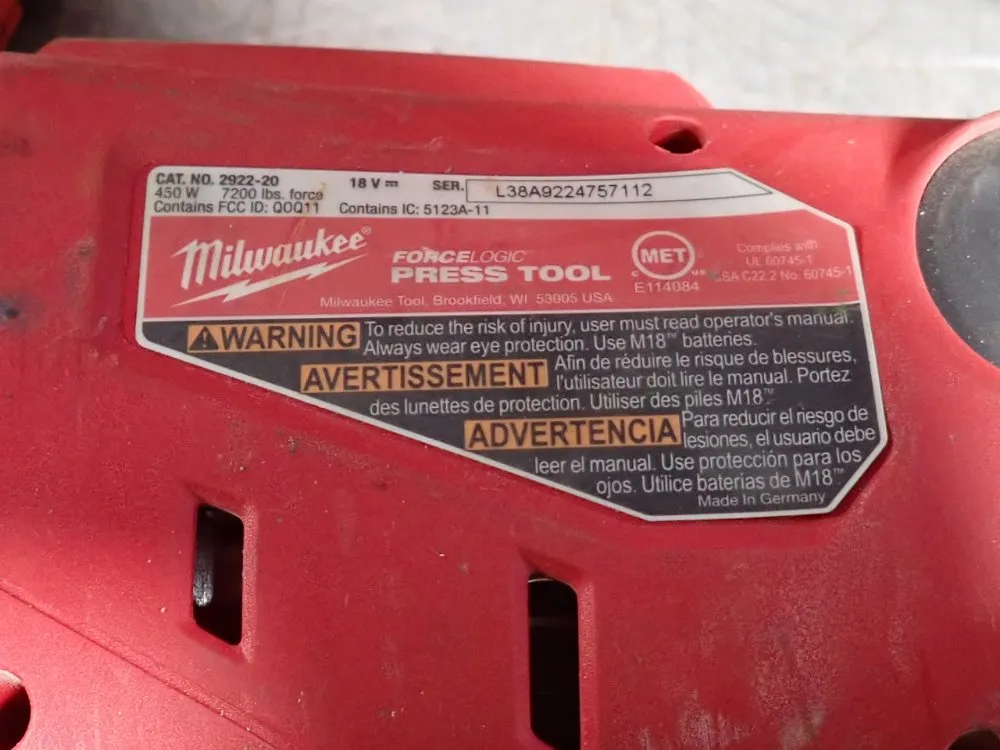 CAT. NO. 2922-20 18 V ⎓ SER. L38A9224757112
450 W 7200 lbs. force
Contains FCC ID: QOQ11 Contains IC: 5123A-11
Milwaukee®
FORCELOGIC™
PRESS TOOL
Milwaukee Tool, Brookfield, WI 53005 USA
MET
C US
E114084
Complies with
UL 60745-1
CSA C22.2 No. 60745-1
WARNING To reduce the risk of injury, user must read operator's manual.
Always wear eye protection. Use M18™ batteries.
AVERTISSEMENT Afin de réduire le risque de blessures,
l'utilisateur doit lire le manual. Portez
des lunettes de protection. Utiliser des piles M18™
ADVERTENCIA Para reducir el riesgo de
lesiones, el usuario debe
leer el manual. Use protección para los
ojos. Utilice baterías de M18™
Made In Germany